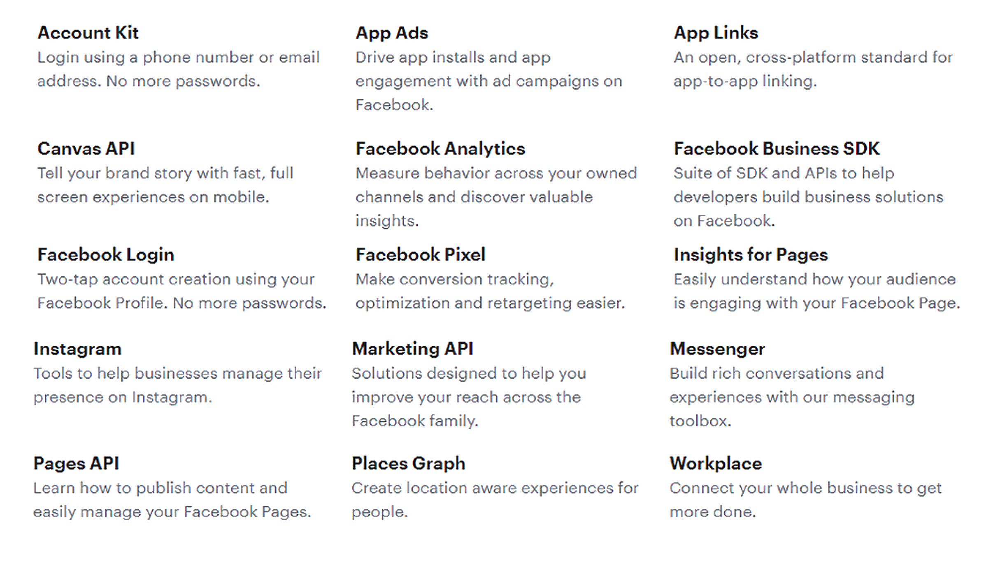 Account Kit
Login using a phone number or email
address. No more passwords.
App Ads
Drive app installs and app
engagement with ad campaigns on
Facebook.
App Links
An open, cross-platform standard for
app-to-app linking.
Canvas API
Tell your brand story with fast, full
screen experiences on mobile.
Facebook Analytics
Measure behavior across your owned
channels and discover valuable
insights.
Facebook Business SDK
Suite of SDK and APIs to help
developers build business solutions
on Facebook.
Facebook Login
Two-tap account creation using your
Facebook Profile. No more passwords.
Facebook Pixel
Make conversion tracking,
optimization and retargeting easier.
Insights for Pages
Easily understand how your audience
is engaging with your Facebook Page.
Instagram
Tools to help businesses manage their
presence on Instagram.
Marketing API
Solutions designed to help you
improve your reach across the
Facebook family.
Messenger
Build rich conversations and
experiences with our messaging
toolbox.
Pages API
Learn how to publish content and
easily manage your Facebook Pages.
Places Graph
Create location aware experiences for
people.
Workplace
Connect your whole business to get
more done.